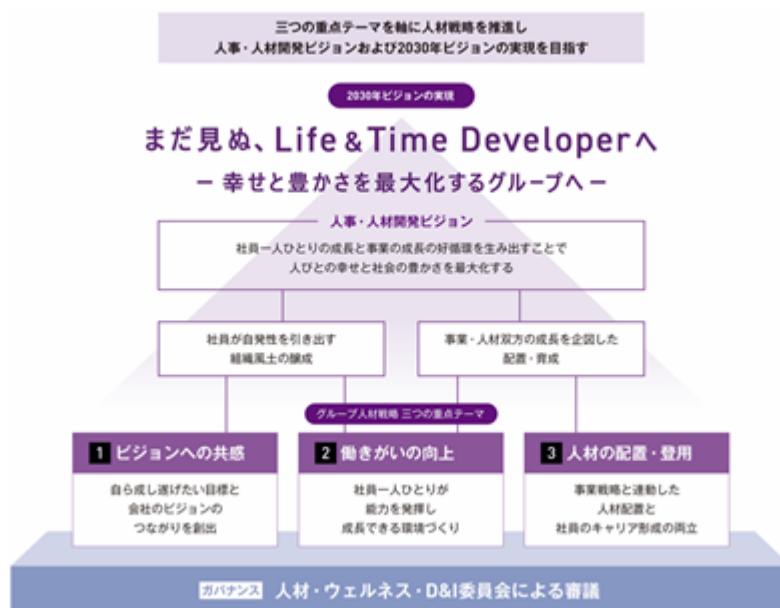 三つの重点テーマを軸に人材戦略を推進し
人事・人材開発ビジョンおよび2030年ビジョンの実現を目指す
2030年ビジョンの実現
まだ見ぬ、Life & Time Developerへ
－ 幸せと豊かさを最大化するグループへ －
人事・人材開発ビジョン
社員一人ひとりの成長と事業の成長の好循環を生み出すことで
人びとの幸せと社会の豊かさを最大化する
社員が自発性を引き出す
組織風土の醸成
事業・人材双方の成長を企図した
配置・育成
グループ人材戦略 三つの重点テーマ
1 ビジョンへの共感
自ら成し遂げたい目標と
会社のビジョンの
つながりを創出
2 働きがいの向上
社員一人ひとりが
能力を発揮し
成長できる環境づくり
3 人材の配置・登用
事業戦略と連動した
人材配置と
社員のキャリア形成の両立
ガバナンス 人材・ウェルネス・D&I委員会による審議